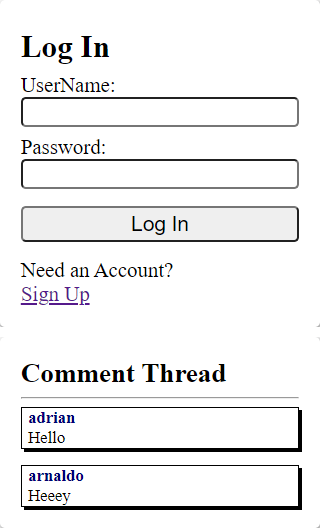 Log In
UserName:
Password:
Log In
Need an Account?
Sign Up
Comment Thread
adrian
Hello
arnaldo
Heeey